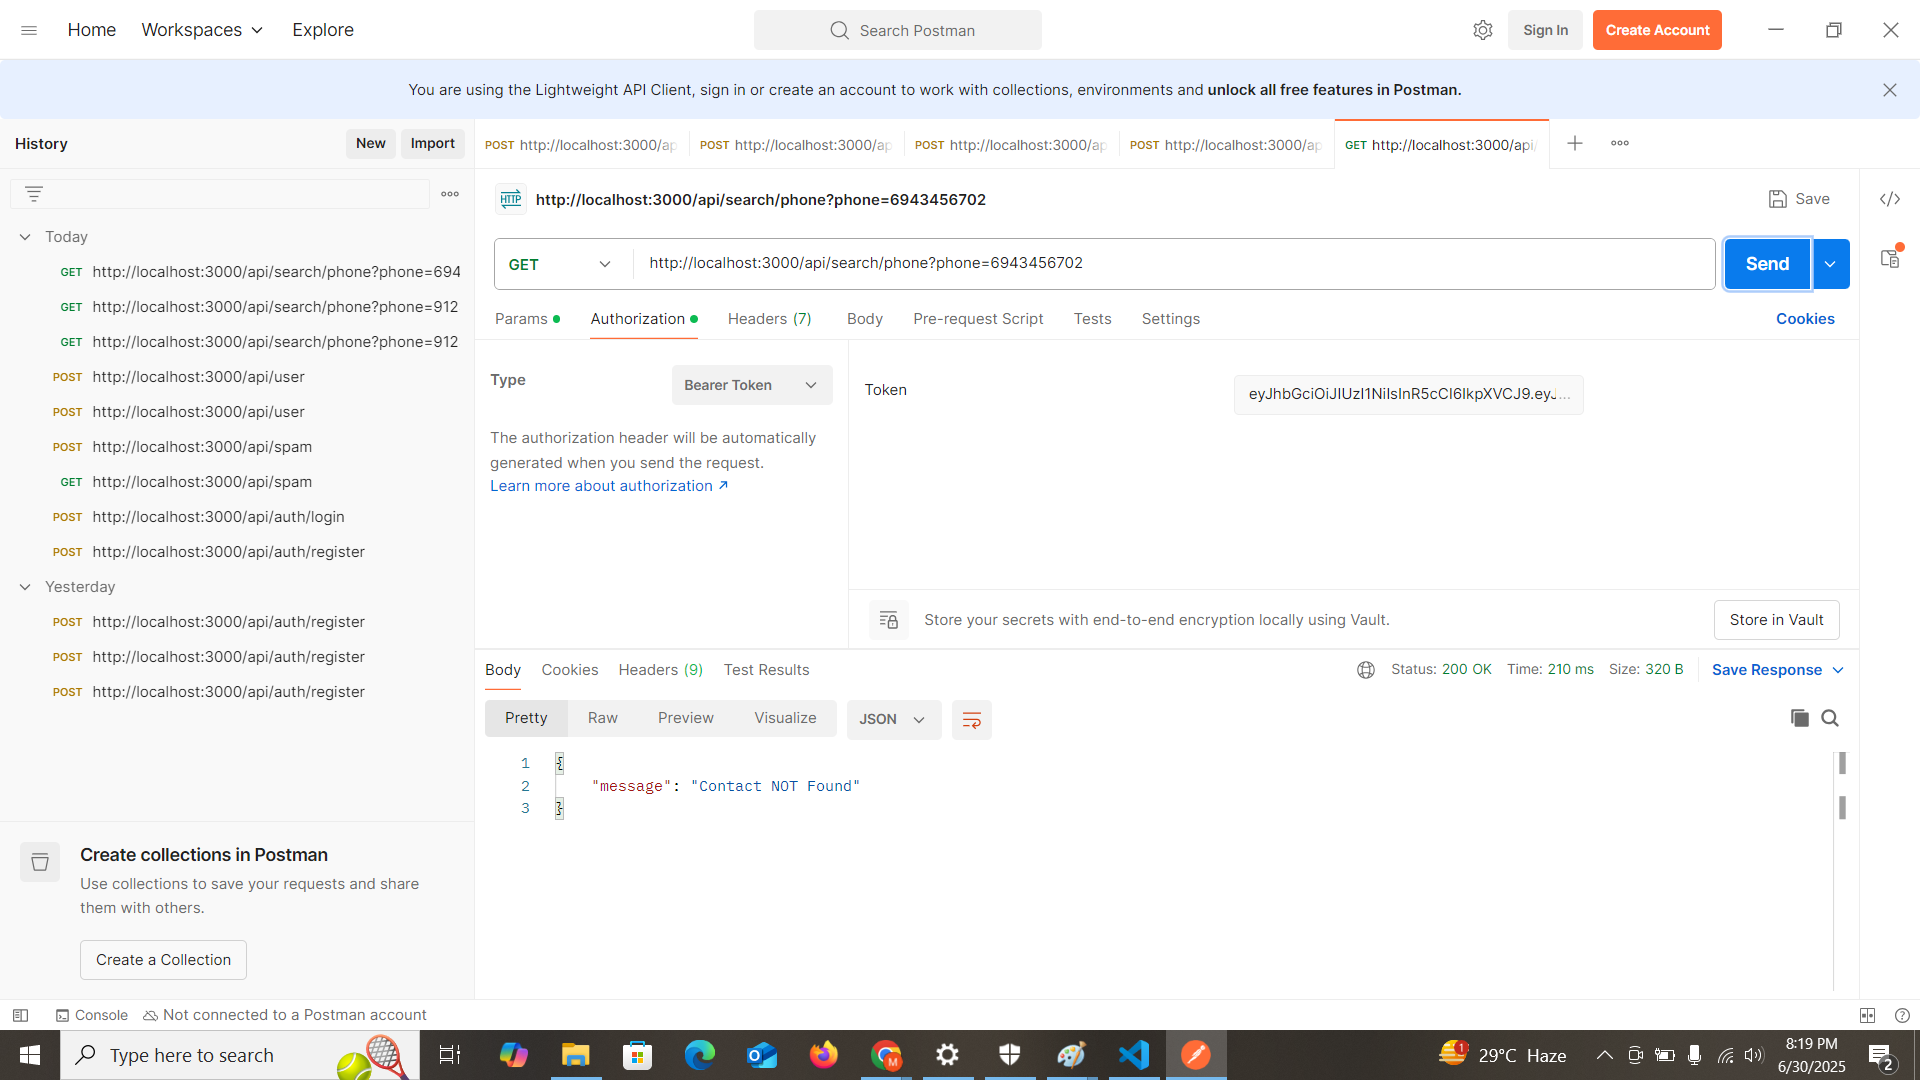 Home Workspaces Explore
Search Postman
Sign In Create Account
You are using the Lightweight API Client, sign in or create an account to work with collections, environments and unlock all free features in Postman.
History New Import
POST http://localhost:3000/ap
POST http://localhost:3000/ap
POST http://localhost:3000/ap
POST http://localhost:3000/ap
GET http://localhost:3000/api/
Today
GET http://localhost:3000/api/search/phone?phone=694
GET http://localhost:3000/api/search/phone?phone=912
GET http://localhost:3000/api/search/phone?phone=912
POST http://localhost:3000/api/user
POST http://localhost:3000/api/user
POST http://localhost:3000/api/spam
GET http://localhost:3000/api/spam
POST http://localhost:3000/api/auth/login
POST http://localhost:3000/api/auth/register
Yesterday
POST http://localhost:3000/api/auth/register
POST http://localhost:3000/api/auth/register
POST http://localhost:3000/api/auth/register
Create collections in Postman
Use collections to save your requests and share
them with others.
Create a Collection
HTTP http://localhost:3000/api/search/phone?phone=6943456702
Save
GET http://localhost:3000/api/search/phone?phone=6943456702
Send
Params Authorization Headers (7) Body Pre-request Script Tests Settings
Cookies
Type Bearer Token
The authorization header will be automatically
generated when you send the request.
Learn more about authorization ↗
Token eyJhbGciOiJIUzI1NiIsInR5cCI6IkpXVCJ9.eyJ...
Store your secrets with end-to-end encryption locally using Vault.
Store in Vault
Body Cookies Headers (9) Test Results
Status: 200 OK Time: 210 ms Size: 320 B Save Response
Pretty Raw Preview Visualize JSON
1 {
2 "message": "Contact NOT Found"
3 }
Console Not connected to a Postman account
Type here to search
M
1 29°C Haze
8:19 PM
6/30/2025
2